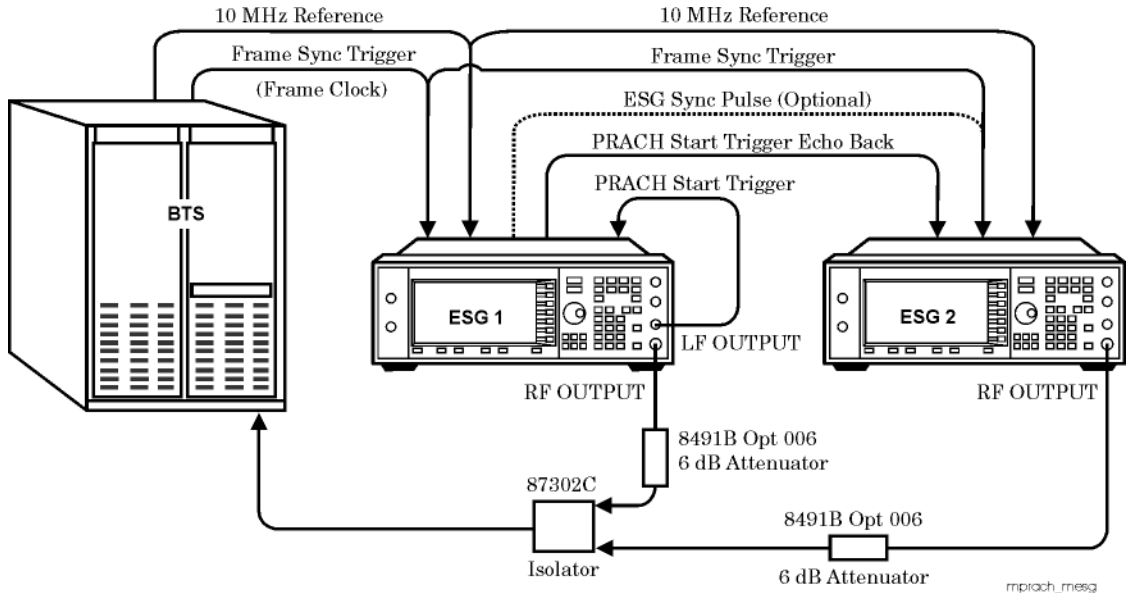 10 MHz Reference
10 MHz Reference
Frame Sync Trigger
(Frame Clock)
Frame Sync Trigger
ESG Sync Pulse (Optional)
PRACH Start Trigger Echo Back
PRACH Start Trigger
BTS
ESG 1
ESG 2
LF OUTPUT
RF OUTPUT
RF OUTPUT
8491B Opt 006
6 dB Attenuator
87302C
Isolator
8491B Opt 006
6 dB Attenuator
mprach_mesg